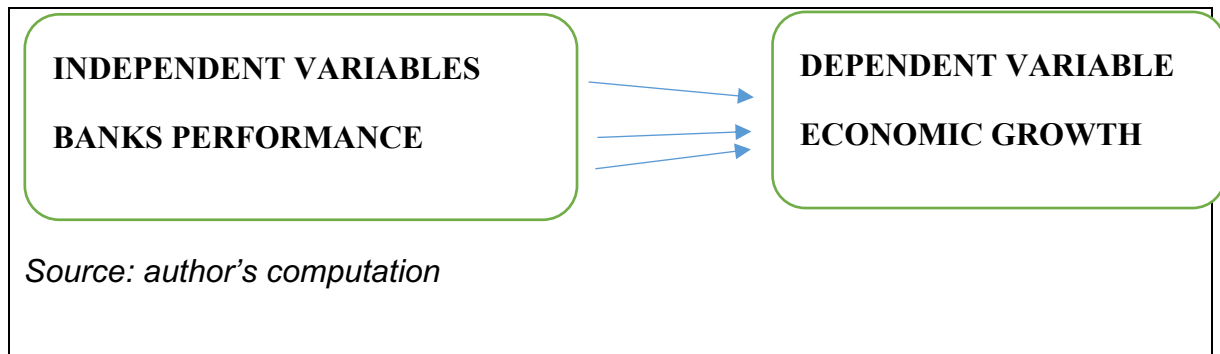 INDEPENDENT VARIABLES
BANKS PERFORMANCE
DEPENDENT VARIABLE
ECONOMIC GROWTH
Source: author’s computation